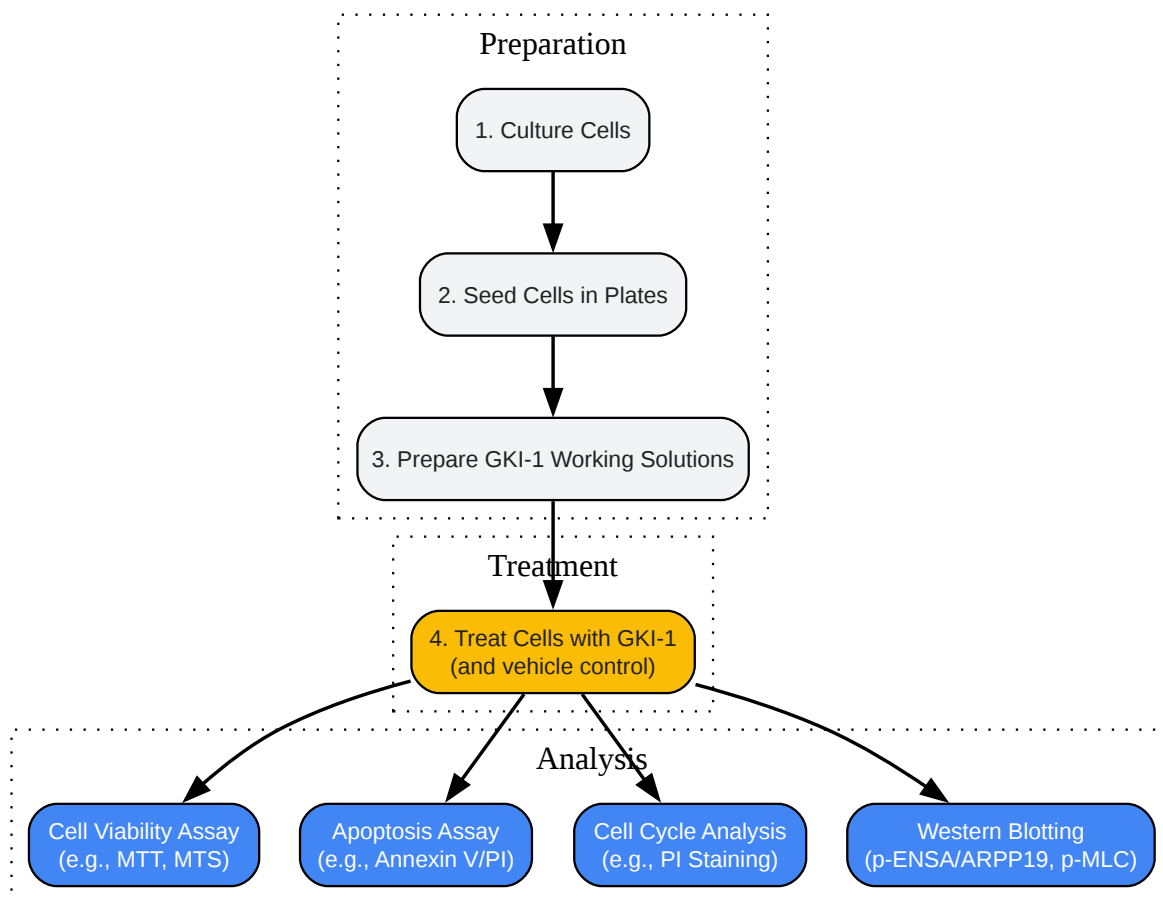 Preparation
1. Culture Cells
2. Seed Cells in Plates
3. Prepare GKI-1 Working Solutions
Treatment
4. Treat Cells with GKI-1
(and vehicle control)
Analysis
Cell Viability Assay
(e.g., MTT, MTS)
Apoptosis Assay
(e.g., Annexin V/PI)
Cell Cycle Analysis
(e.g., PI Staining)
Western Blotting
(p-ENSA/ARPP19, p-MLC)